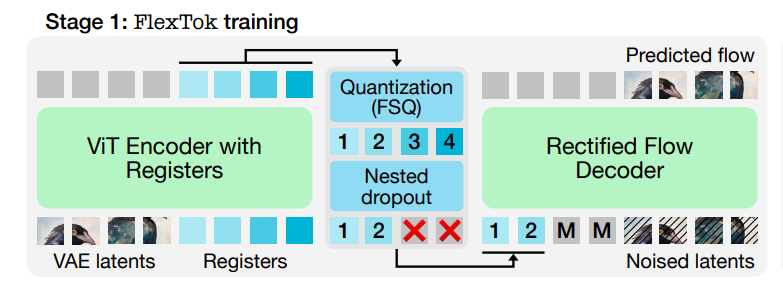 Stage 1: FlexTok training
Predicted flow
Quantization
(FSQ)
ViT Encoder with
Registers
1 2 3 4
Rectified Flow
Decoder
Nested
dropout
1 2
1 2 M M
VAE latents
Registers
Noised latents